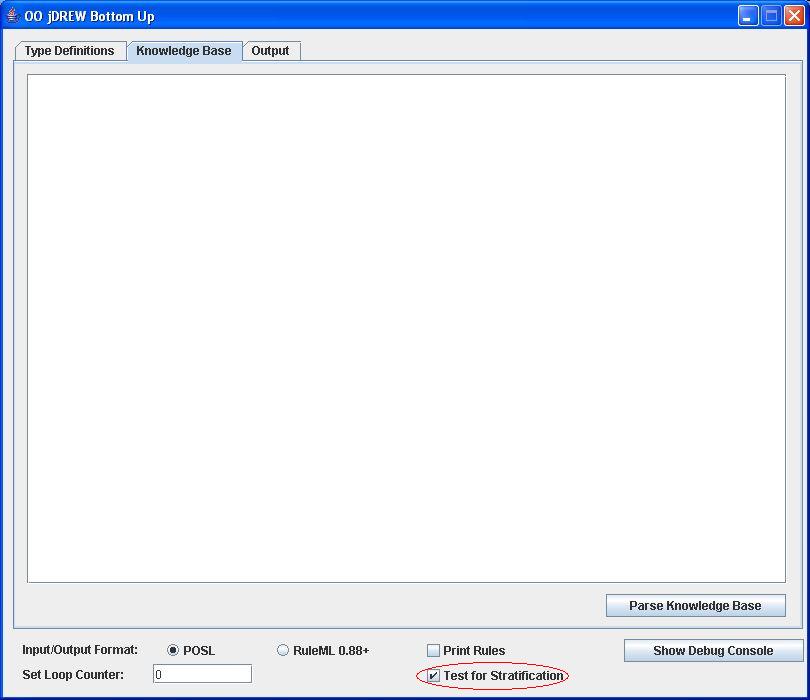 OO jDREW Bottom Up
Type Definitions Knowledge Base Output
Parse Knowledge Base
Input/Output Format: POSL RuleML 0.88+ Print Rules Show Debug Console
Set Loop Counter: 0 Test for Stratification